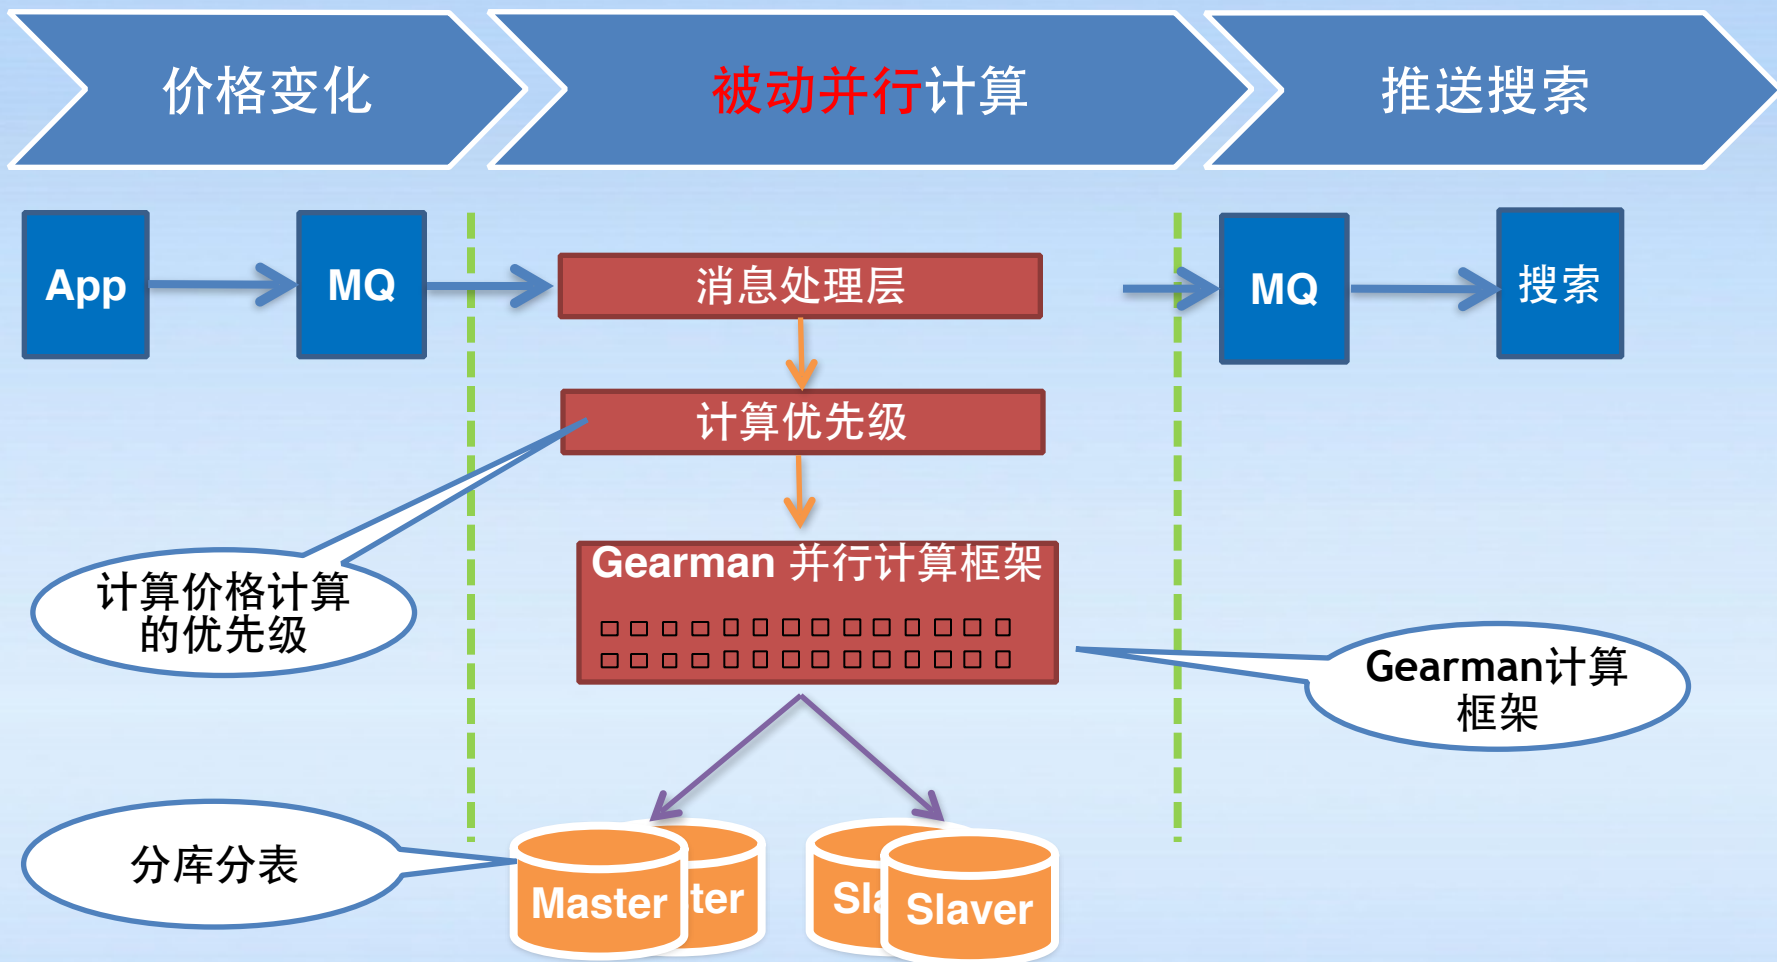 价格变化
被动并行计算
推送搜索
App
MQ
消息处理层
MQ
搜索
计算优先级
Gearman 并行计算框架
计算价格计算
的优先级
Gearman计算
框架
分库分表
Master
ter
Sla
Slaver